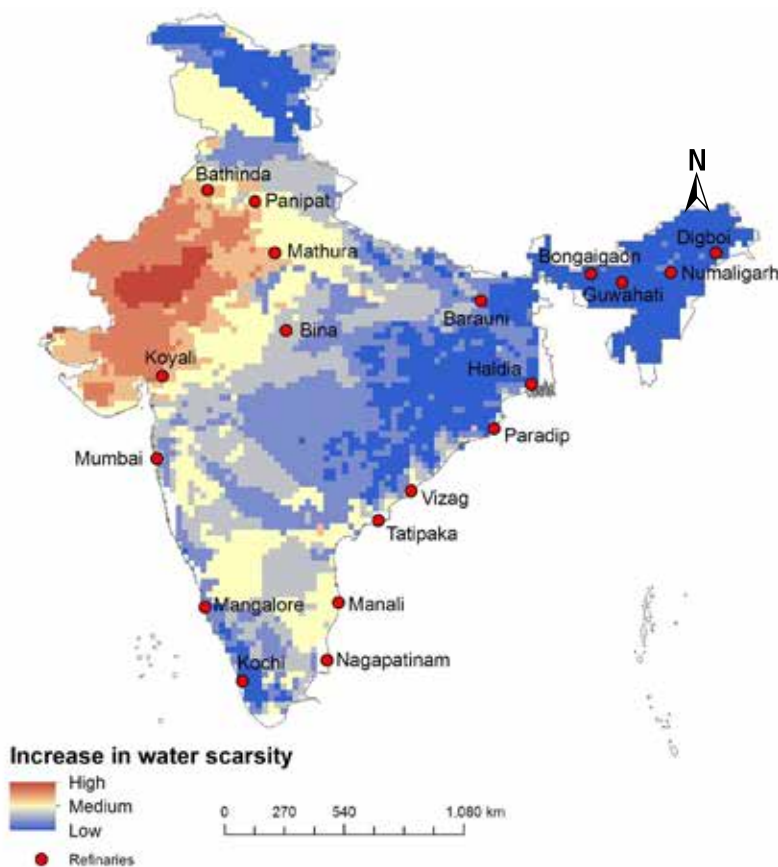 N
Bathinda
Panipat
Mathura
Digboi
Bongaigaon
Numaligarh
Guwahati
Barauni
Bina
Koyali
Haldia
Paradip
Mumbai
Vizag
Tatipaka
Mangalore
Manali
Kochi
Nagapatinam
Increase in water scarsity
High
Medium
Low
0 270 540 1.080 km
Refinaries